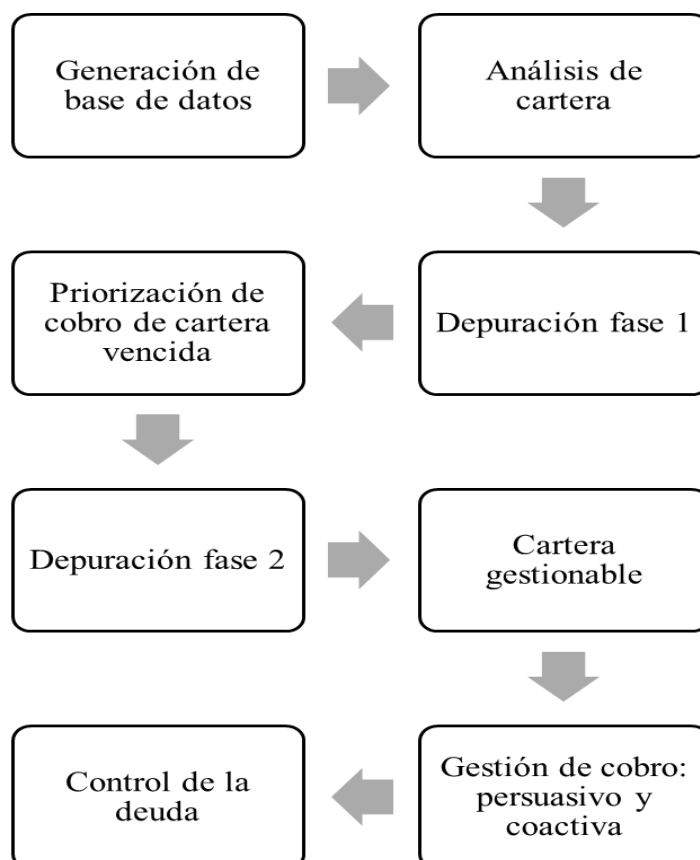 Generación de
base de datos
Análisis de
cartera
Depuración fase 1
Priorización de
cobro de cartera
vencida
Depuración fase 2
Cartera
gestionable
Gestión de cobro:
persuasivo y
coactiva
Control de la
deuda